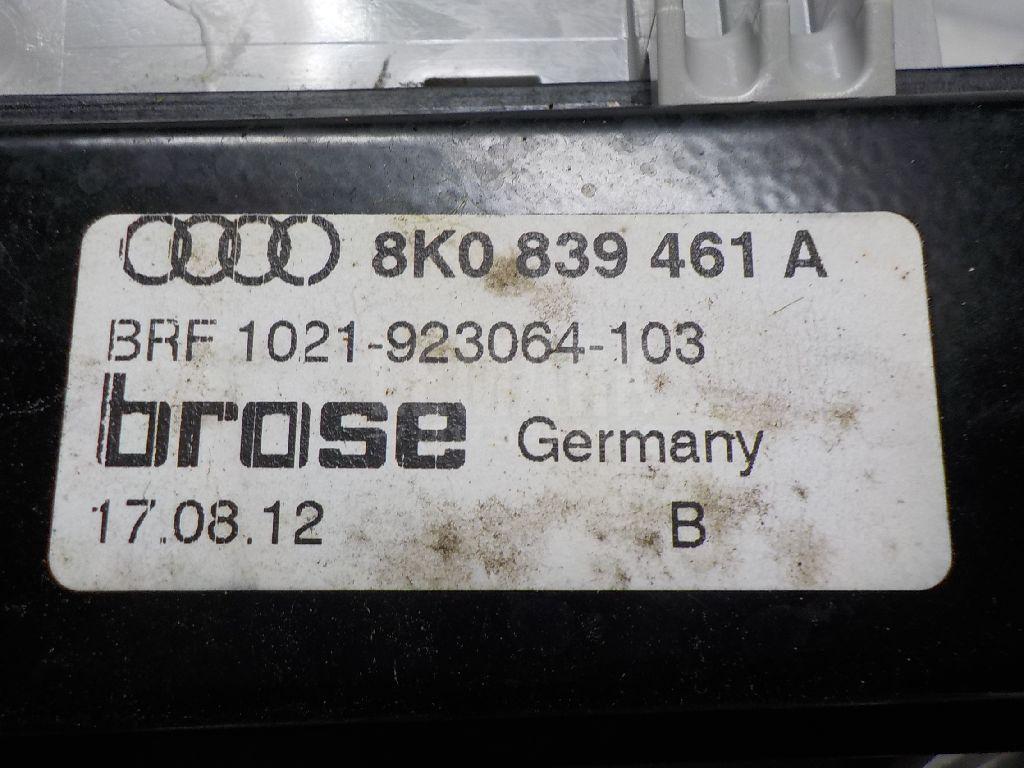 8K0 839 461 A
BRF 1021-923064-103
brose Germany
17.08.12 B